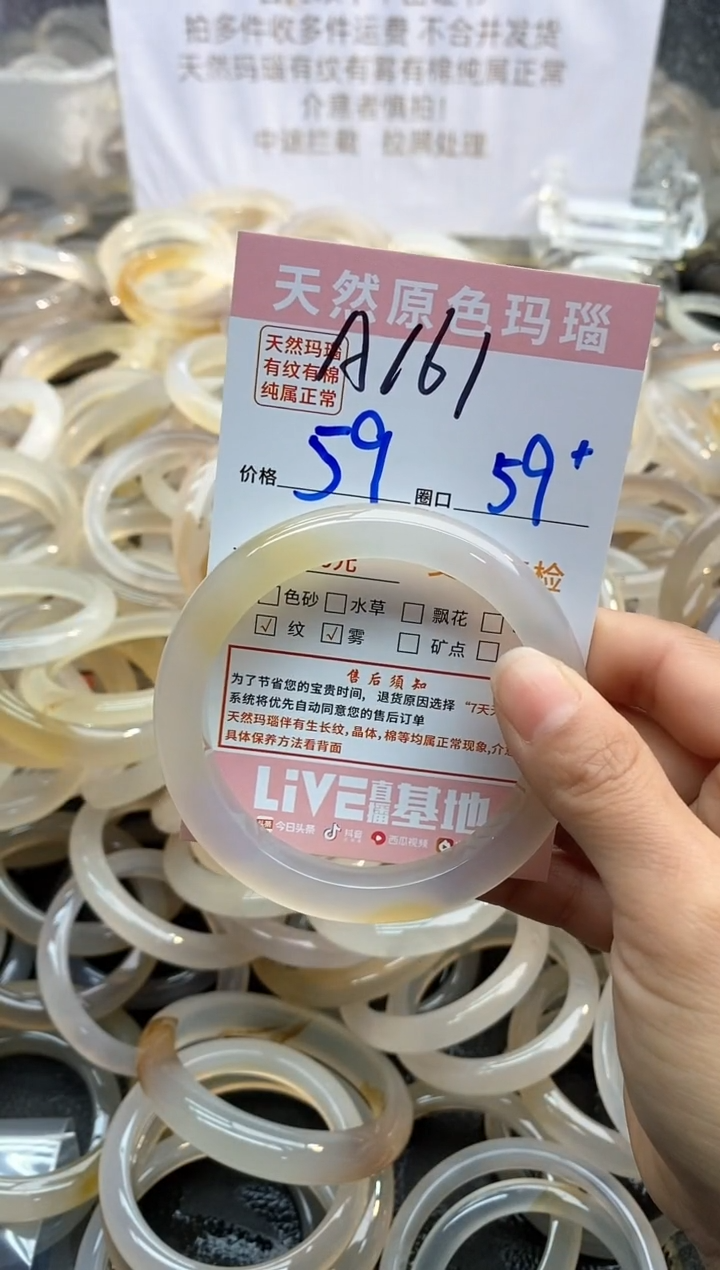 拍多件收多件运费 不合并发货
天然玛瑙有纹有雾有棉纯属正常
介意者慎拍!
中途拦截 拉黑处理
天然原色玛瑙
天然玛瑙
有纹有棉
纯属正常
A161
价格 59 圈口 59+
元 检
色砂 水草 飘花
纹 雾 矿点
售后须知
为了节省您的宝贵时间,退货原因选择“7天
系统将优先自动同意您的售后订单
天然玛瑙伴有生长纹,晶体,棉等均属正常现象,介
具体保养方法看背面
LiVE直播基地
头条 今日头条 抖音 西瓜视频